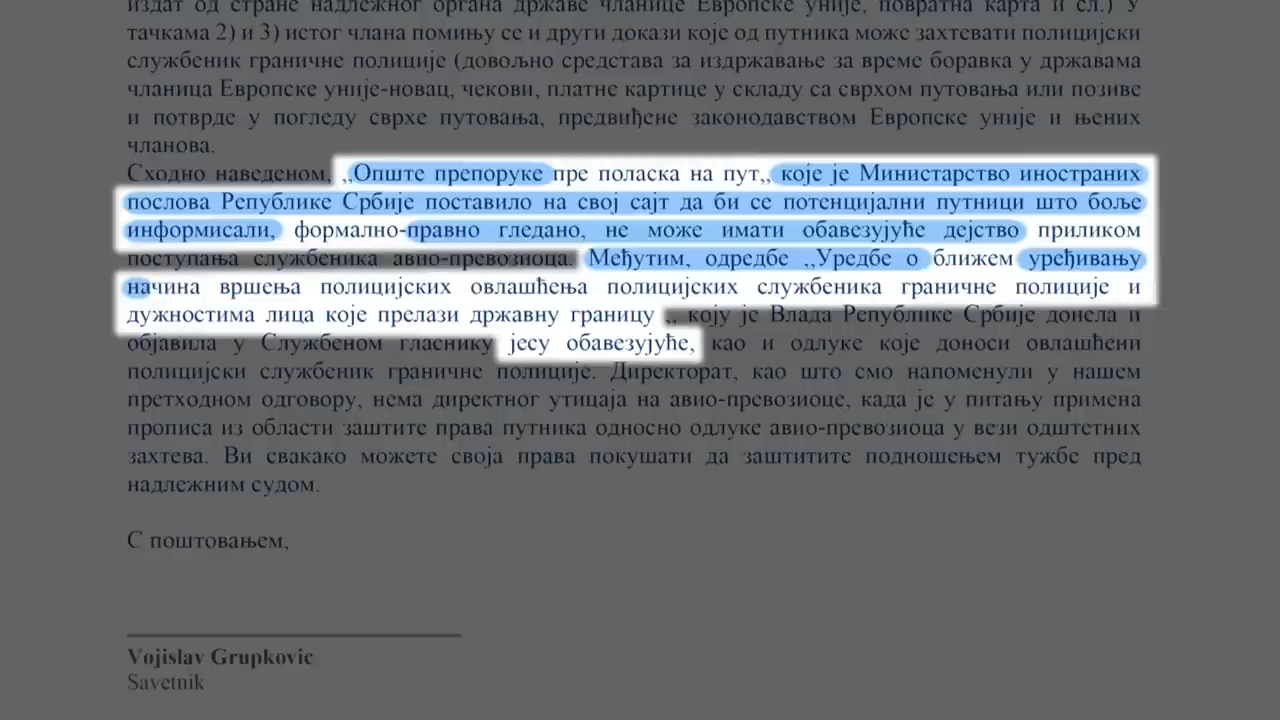 издат од стране надлежног органа државе чланице Европске уније, повратна карта и сл.) У
тачкама 2) и 3) истог члана помињу се и други докази које од путника може захтевати полицијски
службеник граничне полиције (довољно средстава за издржавање за време боравка у државама
чланица Европске уније-новац, чекови, платне картице у складу са сврхом путовања или позиве
и потврде у погледу сврхе путовања, предвиђене законодавством Европске уније и њених
чланова.
Сходно наведеном, ,,Опште препоруке пре поласка на пут,, које је Министарство иностраних
послова Републике Србије поставило на свој сајт да би се потенцијални путници што боље
информисали, формално-правно гледано, не може имати обавезујуће дејство приликом
поступања службеника авио-превозиоца. Међутим, одредбе ,,Уредбе о ближем уређивању
начина вршења полицијских овлашћења полицијских службеника граничне полиције и
дужностима лица које прелази државну границу ,, коју је Влада Републике Србије донела и
објавила у Службеном гласнику јесу обавезујуће, као и одлуке које доноси овлашћени
полицијски службеник граничне полиције. Директорат, као што смо напоменули у нашем
претходном одговору, нема директног утицаја на авио-превозиоце, када је у питању примена
прописа из области заштите права путника односно одлуке авио-превозиоца у вези одштетних
захтева. Ви свакако можете своја права покушати да заштитите подношењем тужбе пред
надлежним судом.
С поштовањем,
Vojislav Grupkovic
Savetnik